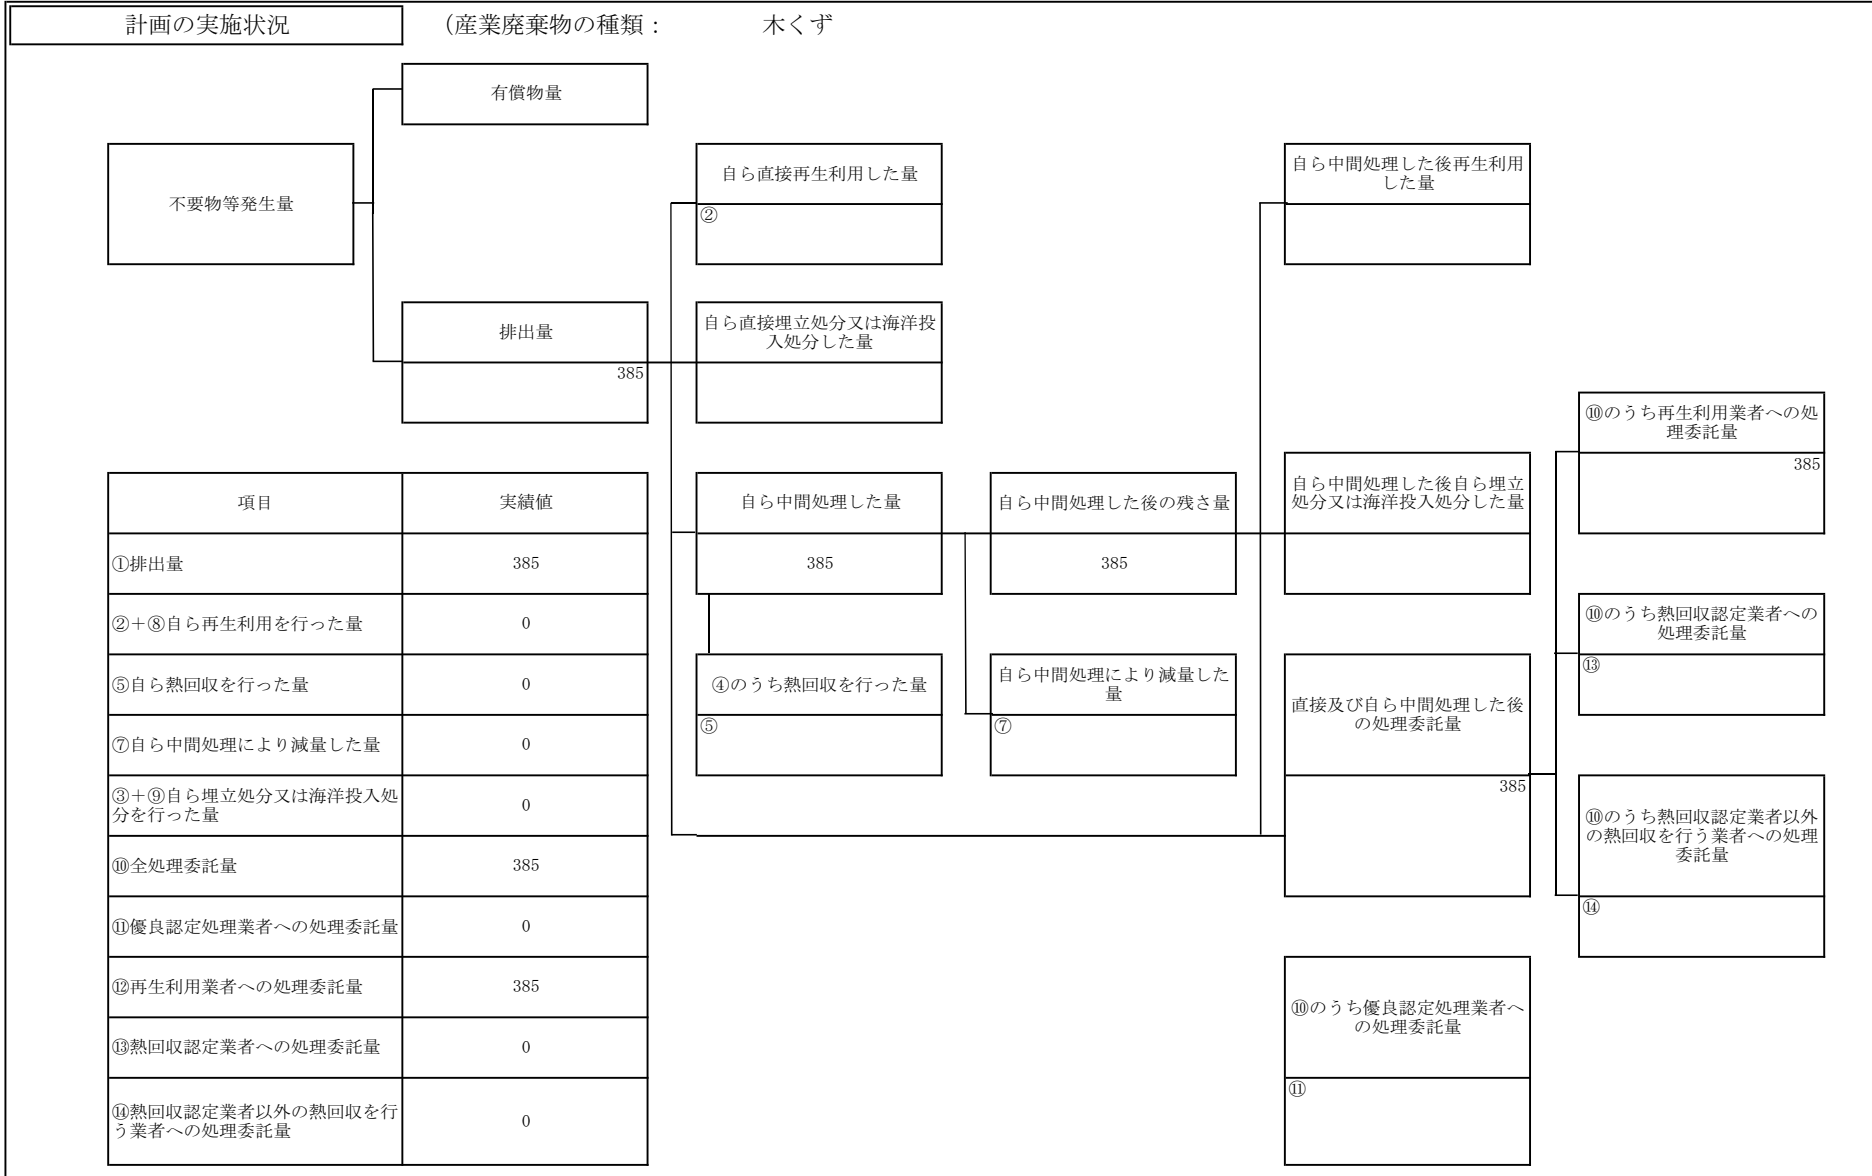 計画の実施状況
（産業廃棄物の種類： 木くず
有償物量
不要物等発生量
自ら直接再生利用した量
②
自ら中間処理した後再生利用
した量
排出量
385
自ら直接埋立処分又は海洋投
入処分した量
⑩のうち再生利用業者への処
理委託量
385
項目 実績値
①排出量 385
②＋⑧自ら再生利用を行った量 0
⑤自ら熱回収を行った量 0
⑦自ら中間処理により減量した量 0
③＋⑨自ら埋立処分又は海洋投入処
分を行った量 0
⑩全処理委託量 385
⑪優良認定処理業者への処理委託量 0
⑫再生利用業者への処理委託量 385
⑬熱回収認定業者への処理委託量 0
⑭熱回収認定業者以外の熱回収を行
う業者への処理委託量 0
自ら中間処理した量
385
自ら中間処理した後の残さ量
385
自ら中間処理した後自ら埋立
処分又は海洋投入処分した量
④のうち熱回収を行った量
⑤
自ら中間処理により減量した
量
⑦
直接及び自ら中間処理した後
の処理委託量
385
⑩のうち熱回収認定業者への
処理委託量
⑬
⑩のうち熱回収認定業者以外
の熱回収を行う業者への処理
委託量
⑭
⑩のうち優良認定処理業者へ
の処理委託量
⑪